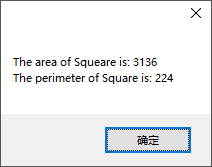 The area of Squeare is: 3136
The perimeter of Square is: 224
确定